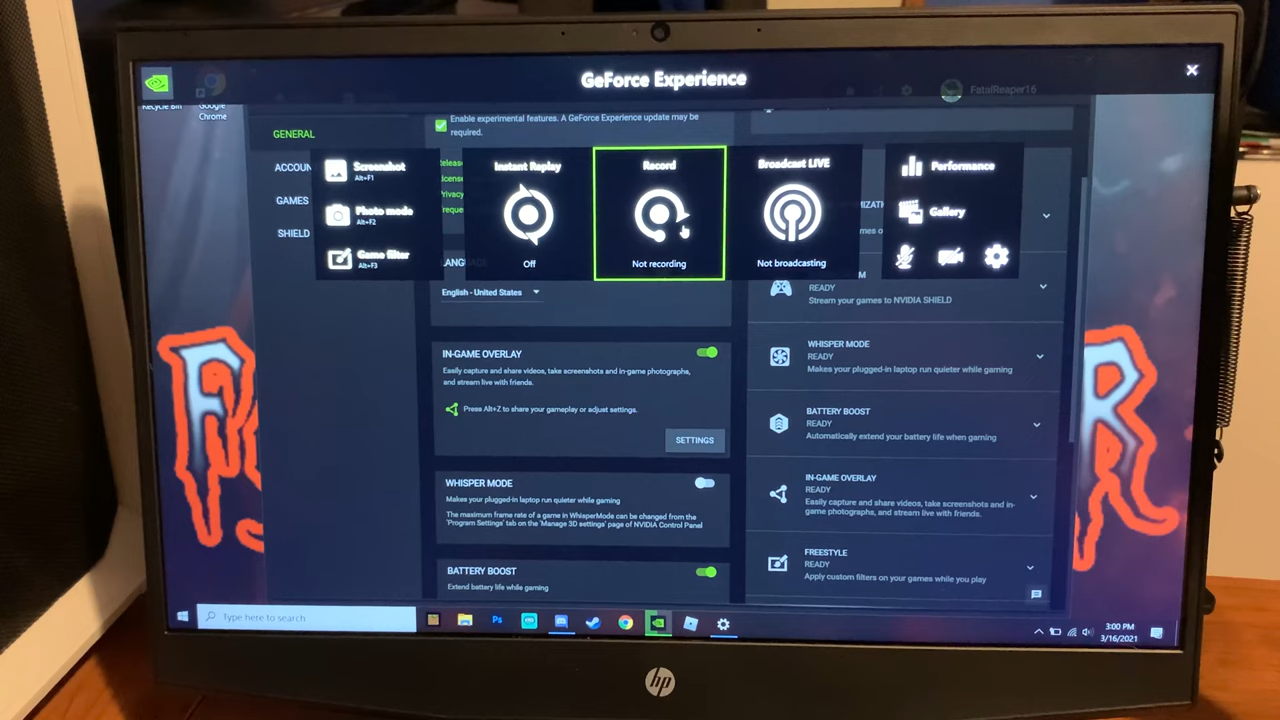 GeForce Experience
Recycle Bin
Google
Chrome
FatalReaper16
GENERAL
GAMES
SHIELD
Enable experimental features. A GeForce Experience update may be
required.
Screenshot
Alt+F1
Photo mode
Alt+F2
Game filter
Alt+F3
Instant Replay
Off
Record
Not recording
Broadcast LIVE
Not broadcasting
Performance
Gallery
English - United States
IN-GAME OVERLAY
Easily capture and share videos, take screenshots and in-game photographs,
and stream live with friends.
Press Alt+Z to share your gameplay or adjust settings.
SETTINGS
WHISPER MODE
Makes your plugged-in laptop run quieter while gaming
The maximum frame rate of a game in WhisperMode can be changed from the
'Program Settings' tab on the 'Manage 3D settings' page of NVIDIA Control Panel
BATTERY BOOST
Extend battery life while gaming
READY
Stream your games to NVIDIA SHIELD
WHISPER MODE
READY
Makes your plugged-in laptop run quieter while gaming
BATTERY BOOST
READY
Automatically extend your battery life when gaming
IN-GAME OVERLAY
READY
Easily capture and share videos, take screenshots and in-
game photographs, and stream live with friends.
FREESTYLE
READY
Apply custom filters on your games while you play
Type here to search
Ps
3:00 PM
3/16/2021
hp